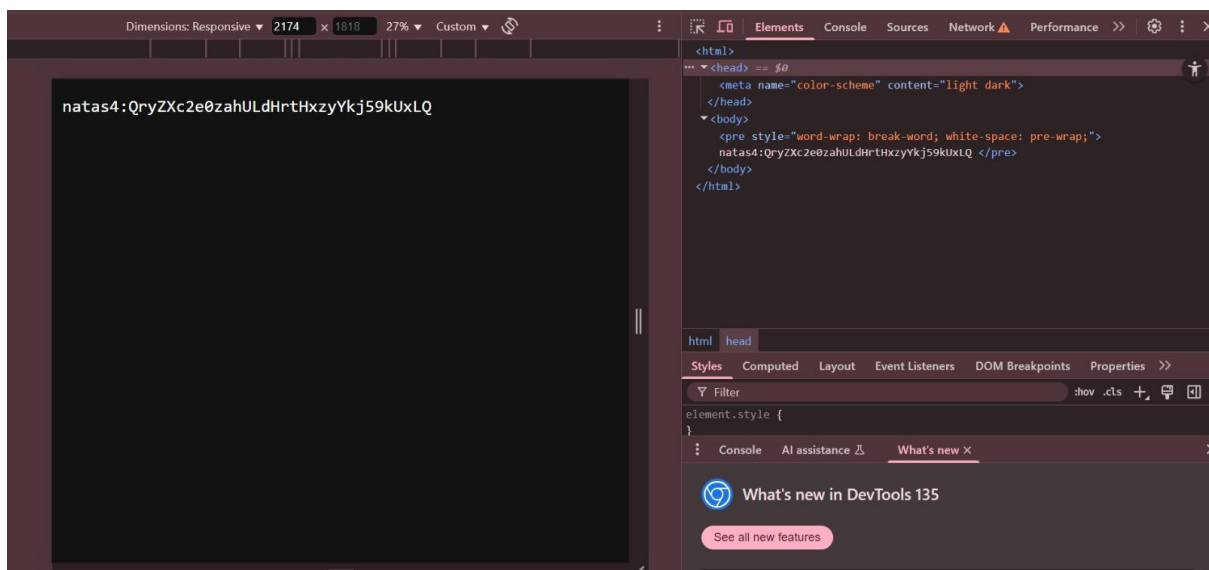 Dimensions: Responsive ▼ 2174 × 1818 27% ▼ Custom ▼
natas4:QryZXc2e0zahULdHrtHxzyYkj59kUxLQ
Elements Console Sources Network Performance >>
<html>
<head> == $0
<meta name="color-scheme" content="light dark">
</head>
<body>
<pre style="word-wrap: break-word; white-space: pre-wrap;">
natas4:QryZXc2e0zahULdHrtHxzyYkj59kUxLQ </pre>
</body>
</html>
html head
Styles Computed Layout Event Listeners DOM Breakpoints Properties >>
Filter :hov .cls +
element.style {
}
Console AI assistance What's new ×
What's new in DevTools 135
See all new features